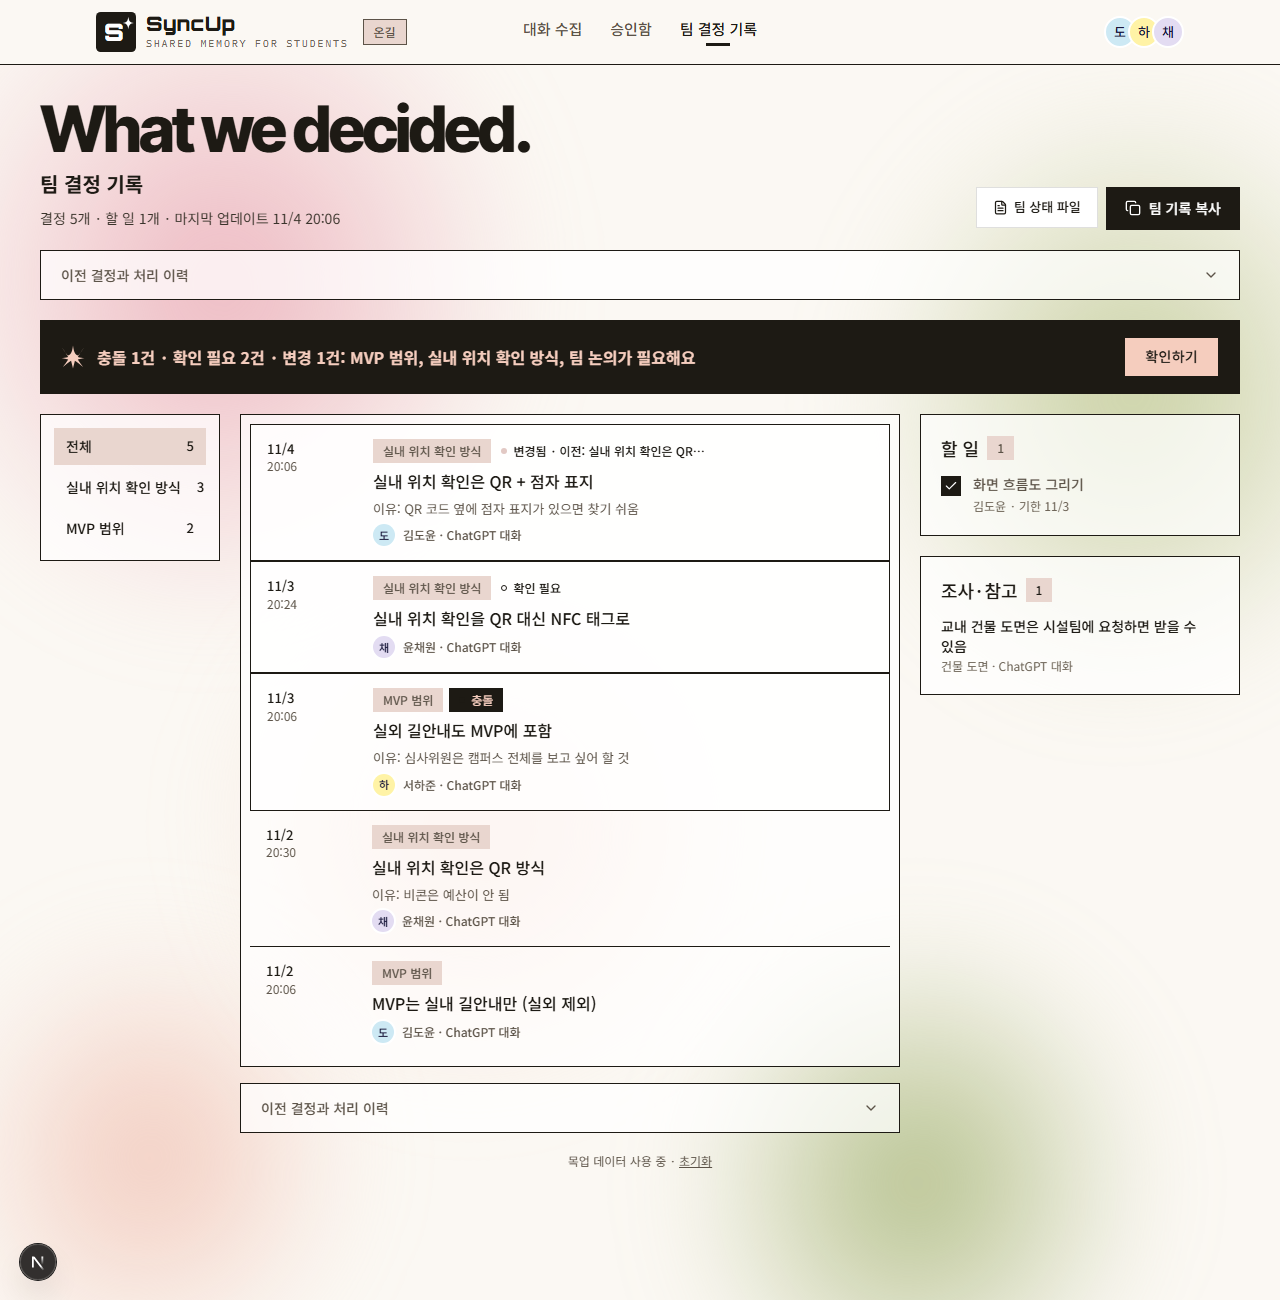 SyncUp
SHARED MEMORY FOR STUDENTS
온길
대화 수집
승인함
팀 결정 기록
도
하
채
What we decided.
팀 결정 기록
결정 5개 · 할 일 1개 · 마지막 업데이트 11/4 20:06
팀 상태 파일
팀 기록 복사
이전 결정과 처리 이력
충돌 1건 · 확인 필요 2건 · 변경 1건: MVP 범위, 실내 위치 확인 방식, 팀 논의가 필요해요
확인하기
전체 5
실내 위치 확인 방식 3
MVP 범위 2
11/4
20:06
실내 위치 확인 방식
변경됨 · 이전: 실내 위치 확인은 QR…
실내 위치 확인은 QR + 점자 표지
이유: QR 코드 옆에 점자 표지가 있으면 찾기 쉬움
도 김도윤 · ChatGPT 대화
11/3
20:24
실내 위치 확인 방식
확인 필요
실내 위치 확인을 QR 대신 NFC 태그로
채 윤채원 · ChatGPT 대화
11/3
20:06
MVP 범위
충돌
실외 길안내도 MVP에 포함
이유: 심사위원은 캠퍼스 전체를 보고 싶어 할 것
하 서하준 · ChatGPT 대화
11/2
20:30
실내 위치 확인 방식
실내 위치 확인은 QR 방식
이유: 비콘은 예산이 안 됨
채 윤채원 · ChatGPT 대화
11/2
20:06
MVP 범위
MVP는 실내 길안내만 (실외 제외)
도 김도윤 · ChatGPT 대화
이전 결정과 처리 이력
할 일 1
화면 흐름도 그리기
김도윤 · 기한 11/3
조사·참고 1
교내 건물 도면은 시설팀에 요청하면 받을 수
있음
건물 도면 · ChatGPT 대화
목업 데이터 사용 중 · 초기화
N